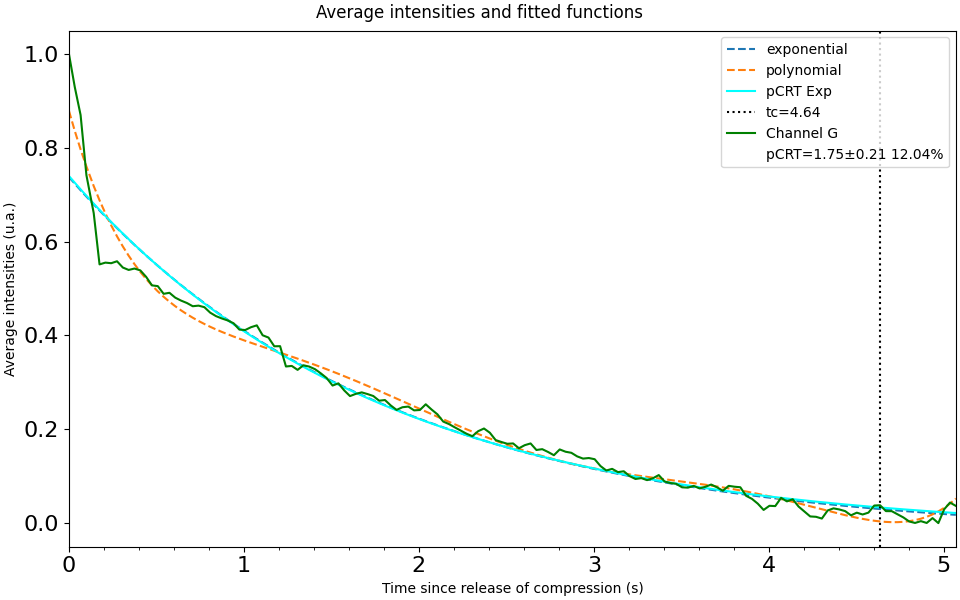 Average intensities and fitted functions
1.0
0.8
0.6
0.4
0.2
0.0
Average intensities (u.a.)
exponential
polynomial
pCRT Exp
tc=4.64
Channel G
pCRT=1.75±0.21 12.04%
0 1 2 3 4 5
Time since release of compression (s)